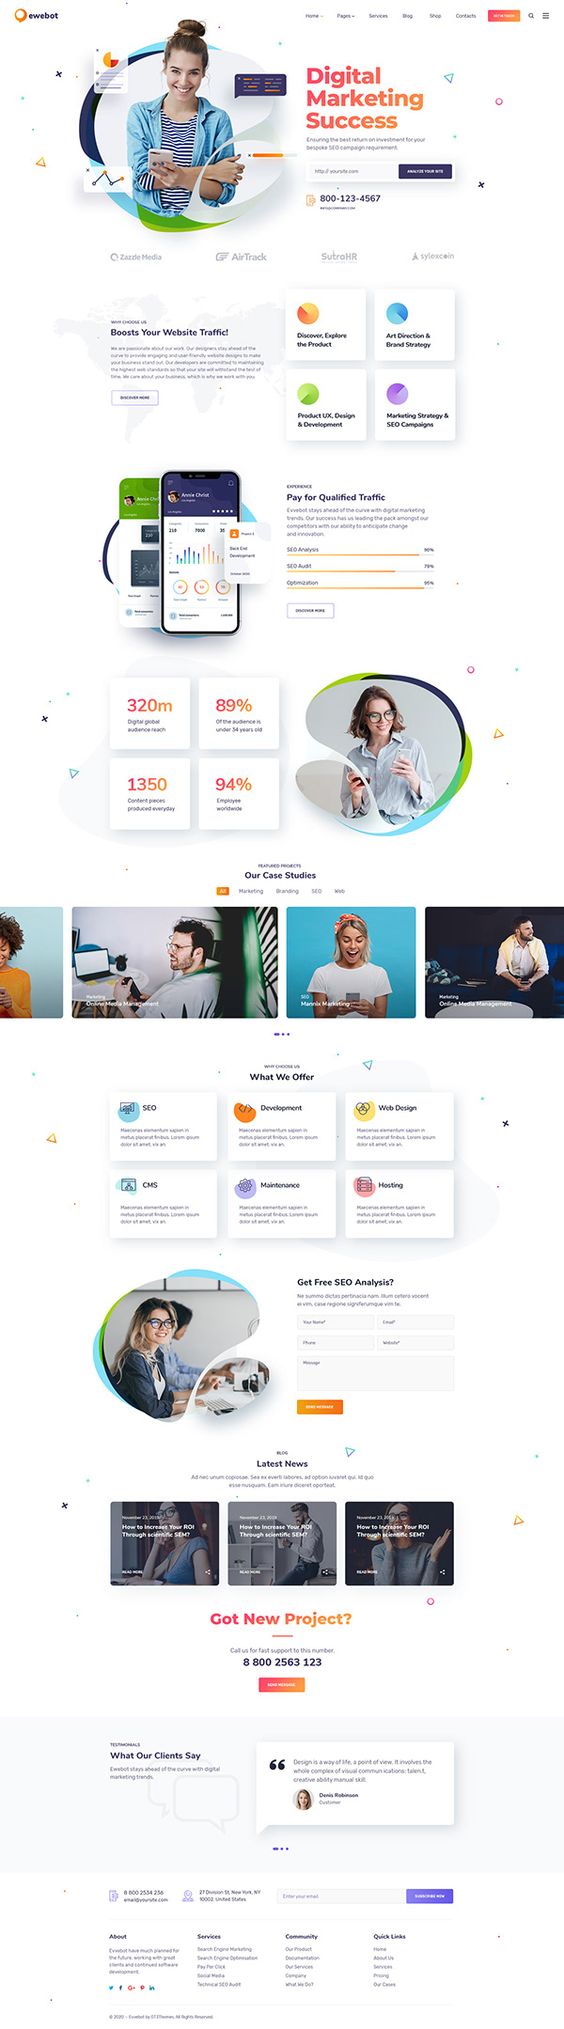 ewebot
Home Pages Services Blog Shop Contacts
Digital
Marketing
Success
Ensuring the best return on investment for your
bespoke SEO campaign requirement.
http:// yoursite.com
ANALYZE YOUR SITE
800-123-4567
Zazzle Media AirTrack SutroHR sylexcoin
WHY CHOOSE US
Boosts Your Website Traffic!
We are passionate about our work. Our designers stay ahead of the
curve to provide engaging and user-friendly website designs to make
your business stand out. Our developers are committed to maintaining
the highest web standards so that your site will withstand the test of
time. We care about your business, which is why we work with you.
DISCOVER MORE
Discover, Explore
the Product
Art Direction &
Brand Strategy
Product UX, Design
& Development
Marketing Strategy &
SEO Campaigns
Annie Christ
Los Angeles
210 7000
Project 2
Back End
Development
October 2020
EXPERIENCE
Pay for Qualified Traffic
Evvebot stays ahead of the curve with digital marketing
trends. Our success has us leading the pack amongst our
competitors with our ability to anticipate change
and innovation.
SEO Analysis 90%
SEO Audit 78%
Optimization 95%
DISCOVER MORE
320m
Digital global
audience reach
89%
Of the audience is
under 34 years old
1350
Content pieces
produced everyday
94%
Employee
worldwide
FEATURED PROJECTS
Our Case Studies
All Marketing Branding SEO Web
Marketing
Online Media Management
SEO
Mannix Marketing
Marketing
Online Media Management
WHY CHOOSE US
What We Offer
SEO
Maecenas elementum sapien in
metus placerat finibus. Lorem ipsum
dolor sit amet, vix an.
Development
Maecenas elementum sapien in
metus placerat finibus. Lorem ipsum
dolor sit amet, vix an.
Web Design
Maecenas elementum sapien in
metus placerat finibus. Lorem ipsum
dolor sit amet, vix an.
CMS
Maecenas elementum sapien in
metus placerat finibus. Lorem ipsum
dolor sit amet, vix an.
Maintenance
Maecenas elementum sapien in
metus placerat finibus. Lorem ipsum
dolor sit amet, vix an.
Hosting
Maecenas elementum sapien in
metus placerat finibus. Lorem ipsum
dolor sit amet, vix an.
Get Free SEO Analysis?
Ne summo dictas pertinacia nam. Illum cetero vocent
ei vim, case regione signiferumque vim te.
Your Name* Email*
Phone Website*
Message
SEND MESSAGE
BLOG
Latest News
Ad nec unum copiosae. Sea ex everti labores, ad option iuvaret qui. Id quo
esse nusquam. Eam iriure diceret oporteat.
November 23, 2019
How to Increase Your ROI
Through scientific SEM?
READ MORE
November 23, 2019
How to Increase Your ROI
Through scientific SEM?
READ MORE
November 23, 2019
How to Increase Your ROI
Through scientific SEM?
READ MORE
Got New Project?
Call us for fast support to this number.
8 800 2563 123
SEND MESSAGE
TESTIMONIALS
What Our Clients Say
Ewebot stays ahead of the curve with digital
marketing trends.
Design is a way of life, a point of view. It involves the
whole complex of visual commun ications: talen.t,
creative ability manual skill.
Denis Robinson
Customer
8 800 2534 236
email@yoursite.com
27 Division St, New York, NY
10002, United States
Enter your email
SUBSCRIBE NOW
About
Evvebot have much planned for
the future, working with great
clients and continued software
development.
Services
Search Engine Marketing
Search Engine Optimisation
Pay Per Click
Social Media
Technical SEO Audit
Community
Our Product
Documentation
Our Services
Company
What We Do?
Quick Links
Home
About Us
Services
Pricing
Our Cases
© 2020 – Evvebot by GT3Themes. All Rights Reserved.